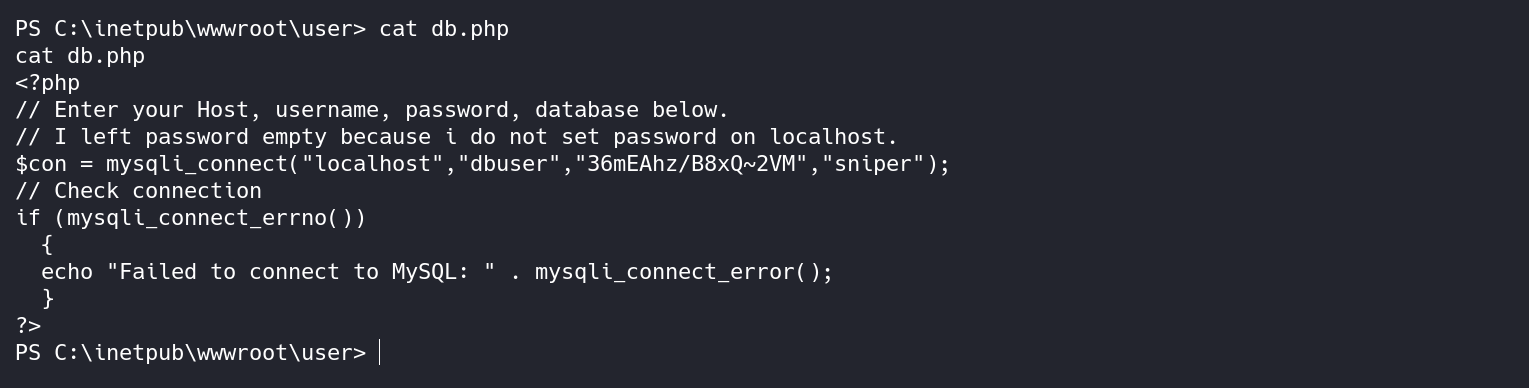 PS C:\inetpub\wwwroot\user> cat db.php
cat db.php
<?php
// Enter your Host, username, password, database below.
// I left password empty because i do not set password on localhost.
$con = mysqli_connect("localhost","dbuser","36mEAhz/B8xQ~2VM","sniper");
// Check connection
if (mysqli_connect_errno())
  {
  echo "Failed to connect to MySQL: " . mysqli_connect_error();
  }
?>
PS C:\inetpub\wwwroot\user>